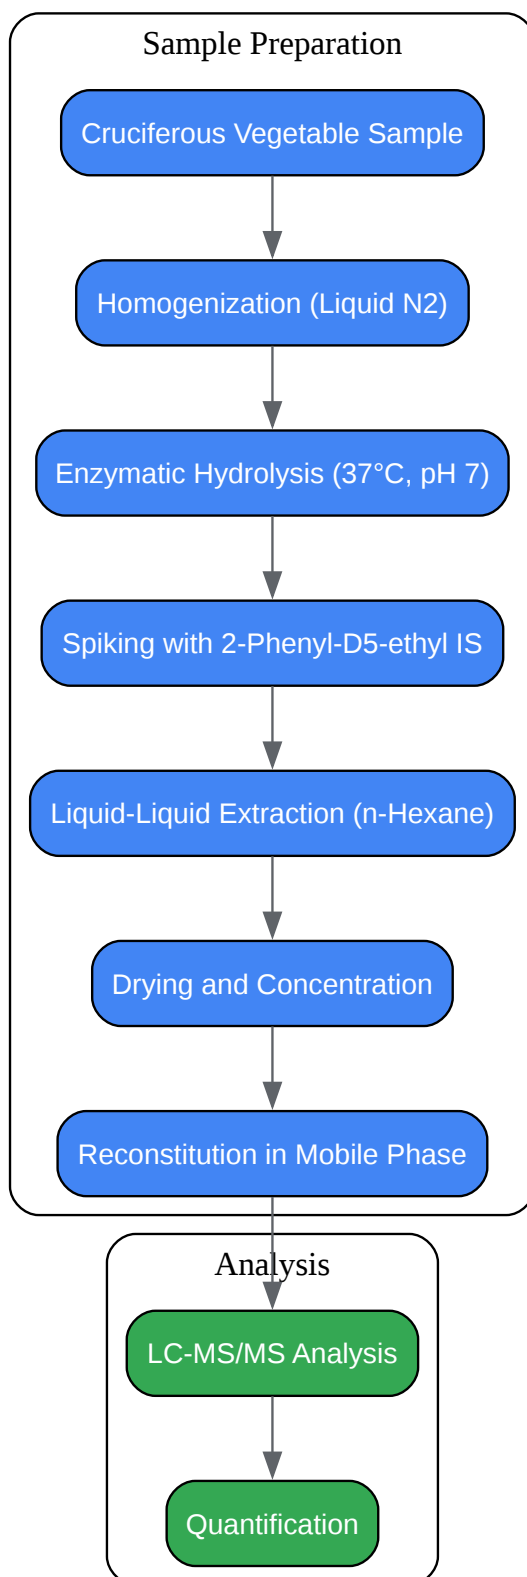 Sample Preparation
Cruciferous Vegetable Sample
Homogenization (Liquid N2)
Enzymatic Hydrolysis (37°C, pH 7)
Spiking with 2-Phenyl-D5-ethyl IS
Liquid-Liquid Extraction (n-Hexane)
Drying and Concentration
Reconstitution in Mobile Phase
Analysis
LC-MS/MS Analysis
Quantification